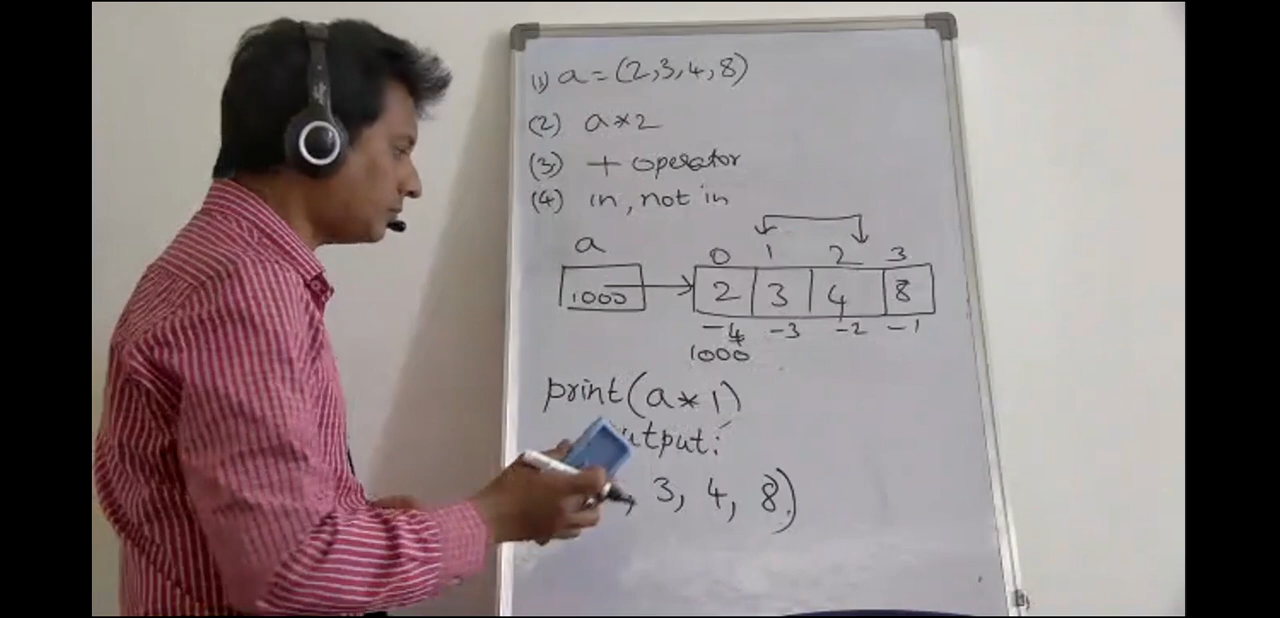 (1) a = (2,3,4,8)
(2) a*2
(3) + operator
(4) in, not in
a
0 1 2 3
1000 2 3 4 8
-4 -3 -2 -1
1000
print(a*1)
utput:
, 3, 4, 8)